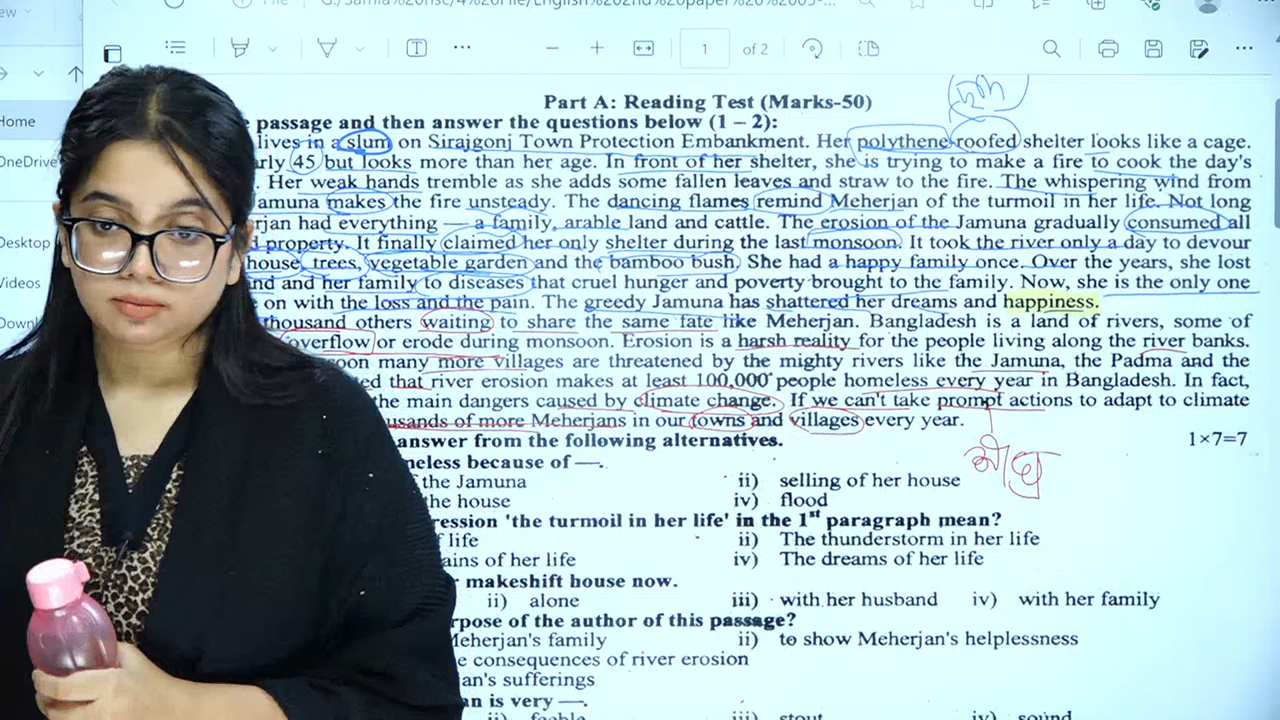 File
1 of 2
Home
OneDrive
Desktop
Videos
Part A: Reading Test (Marks-50)
passage and then answer the questions below (1 – 2):
lives in a slum on Sirajgonj Town Protection Embankment. Her polythene roofed shelter looks like a cage.
45 but looks more than her age. In front of her shelter, she is trying to make a fire to cook the day's
Her weak hands tremble as she adds some fallen leaves and straw to the fire. The whispering wind from
Jamuna makes the fire unsteady. The dancing flames remind Meherjan of the turmoil in her life. Not long
had everything — a family, arable land and cattle. The erosion of the Jamuna gradually consumed all
property. It finally claimed her only shelter during the last monsoon. It took the river only a day to devour
house, trees, vegetable garden and the bamboo bush. She had a happy family once. Over the years, she lost
and her family to diseases that cruel hunger and poverty brought to the family. Now, she is the only one
on with the loss and the pain. The greedy Jamuna has shattered her dreams and happiness.
thousand others waiting to share the same fate like Meherjan. Bangladesh is a land of rivers, some of
overflow or erode during monsoon. Erosion is a harsh reality for the people living along the river banks.
many more villages are threatened by the mighty rivers like the Jamuna, the Padma and the
that river erosion makes at least 100,000 people homeless every year in Bangladesh. In fact,
the main dangers caused by climate change. If we can't take prompt actions to adapt to climate
of more Meherjans in our towns and villages every year.
শীঘ্র
answer from the following alternatives. 1×7=7
because of —.
the Jamuna ii) selling of her house
the house iv) flood
'the turmoil in her life' in the 1st paragraph mean?
life ii) The thunderstorm in her life
of her life iv) The dreams of her life
makeshift house now.
ii) alone iii) with her husband iv) with her family
of the author of this passage?
Meherjan's family ii) to show Meherjan's helplessness
consequences of river erosion
sufferings
is very —.
ii) feeble iii) stout iv) sound